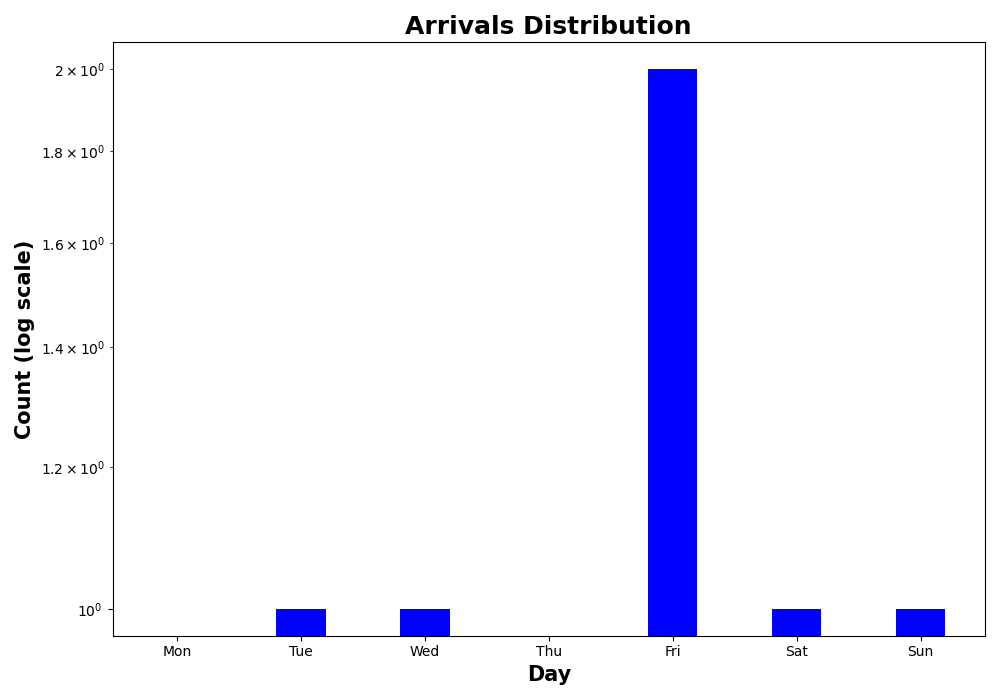 Arrivals Distribution
Count (log scale)
2 × 10⁰
1.8 × 10⁰
1.6 × 10⁰
1.4 × 10⁰
1.2 × 10⁰
10⁰
Mon Tue Wed Thu Fri Sat Sun
Day